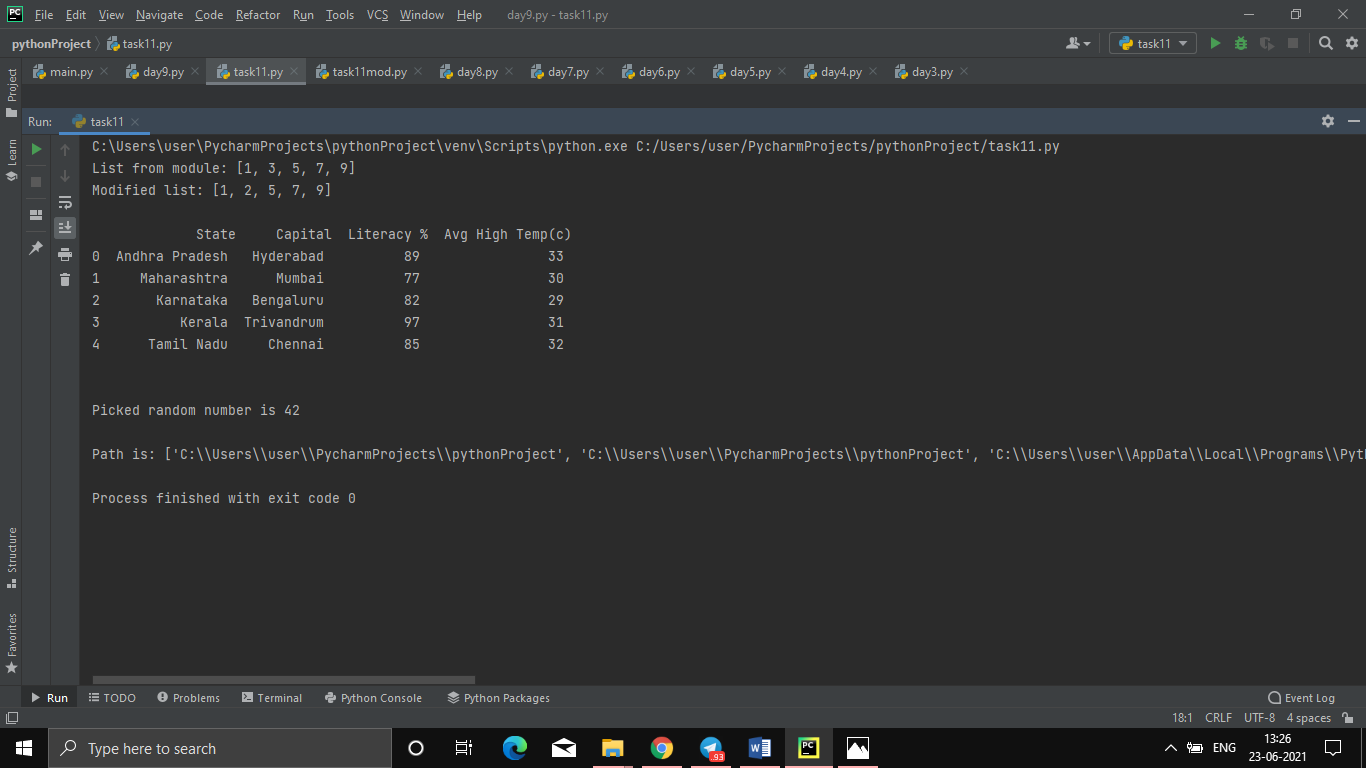 PC File Edit View Navigate Code Refactor Run Tools VCS Window Help day9.py - task11.py
pythonProject task11.py task11
Project main.py day9.py task11.py task11mod.py day8.py day7.py day6.py day5.py day4.py day3.py
Run: task11
Learn
C:\Users\user\PycharmProjects\pythonProject\venv\Scripts\python.exe C:/Users/user/PycharmProjects/pythonProject/task11.py
List from module: [1, 3, 5, 7, 9]
Modified list: [1, 2, 5, 7, 9]
State Capital Literacy % Avg High Temp(c)
0 Andhra Pradesh Hyderabad 89 33
1 Maharashtra Mumbai 77 30
2 Karnataka Bengaluru 82 29
3 Kerala Trivandrum 97 31
4 Tamil Nadu Chennai 85 32
Picked random number is 42
Path is: ['C:\\Users\\user\\PycharmProjects\\pythonProject', 'C:\\Users\\user\\PycharmProjects\\pythonProject', 'C:\\Users\\user\\AppData\\Local\\Programs\\Pyt
Process finished with exit code 0
Structure
Favorites
Run TODO Problems Terminal Python Console Python Packages Event Log
18:1 CRLF UTF-8 4 spaces
Type here to search 93 W PC ENG 13:26
23-06-2021